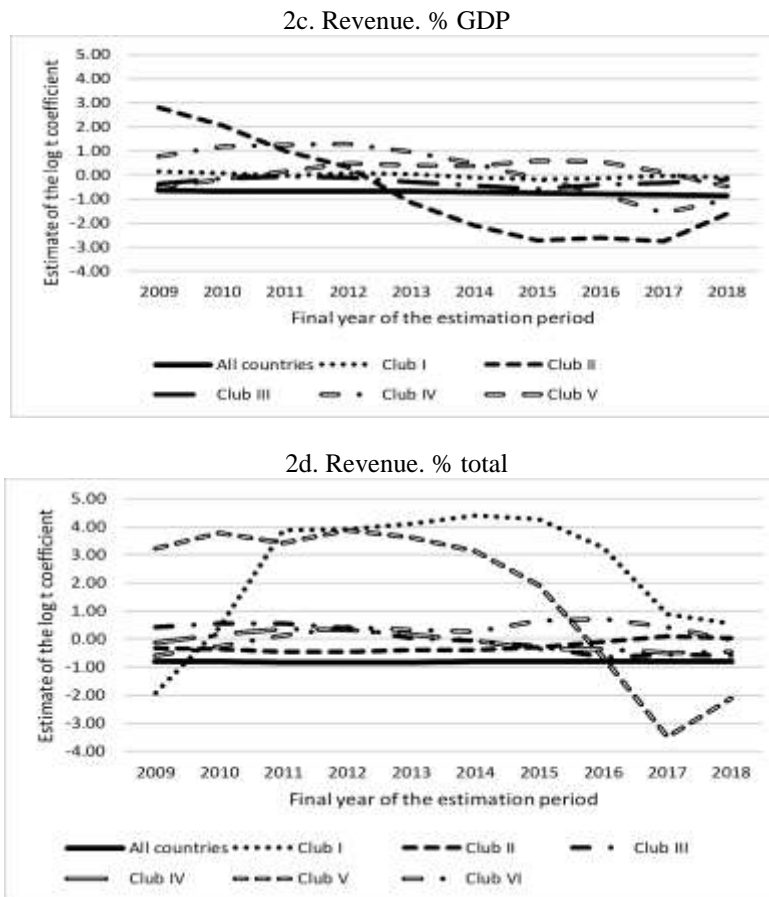 2c. Revenue. % GDP
Estimate of the log t coefficient
5.00
4.00
3.00
2.00
1.00
0.00
-1.00
-2.00
-3.00
-4.00
2009 2010 2011 2012 2013 2014 2015 2016 2017 2018
Final year of the estimation period
All countries Club I Club II
Club III Club IV Club V
2d. Revenue. % total
Estimate of the log t coefficient
5.00
4.00
3.00
2.00
1.00
0.00
-1.00
-2.00
-3.00
-4.00
2009 2010 2011 2012 2013 2014 2015 2016 2017 2018
Final year of the estimation period
All countries Club I Club II Club III
Club IV Club V Club VI